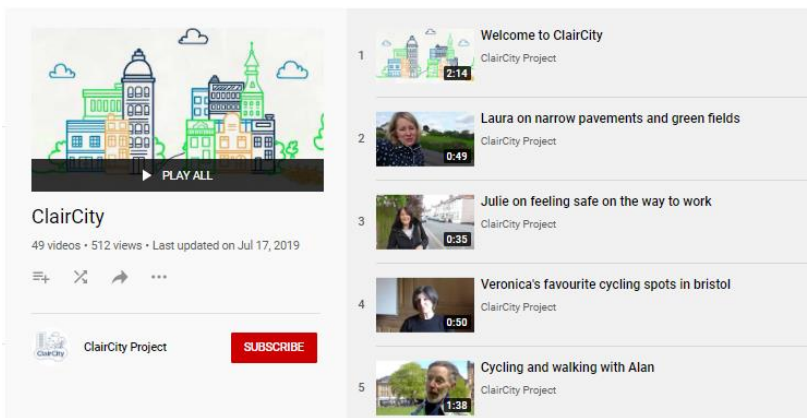 PLAY ALL
ClairCity
49 videos • 512 views • Last updated on Jul 17, 2019
ClairCity
ClairCity Project
SUBSCRIBE
1
2:14
Welcome to ClairCity
ClairCity Project
2
0:49
Laura on narrow pavements and green fields
ClairCity Project
3
0:35
Julie on feeling safe on the way to work
ClairCity Project
4
0:50
Veronica's favourite cycling spots in bristol
ClairCity Project
5
1:38
Cycling and walking with Alan
ClairCity Project